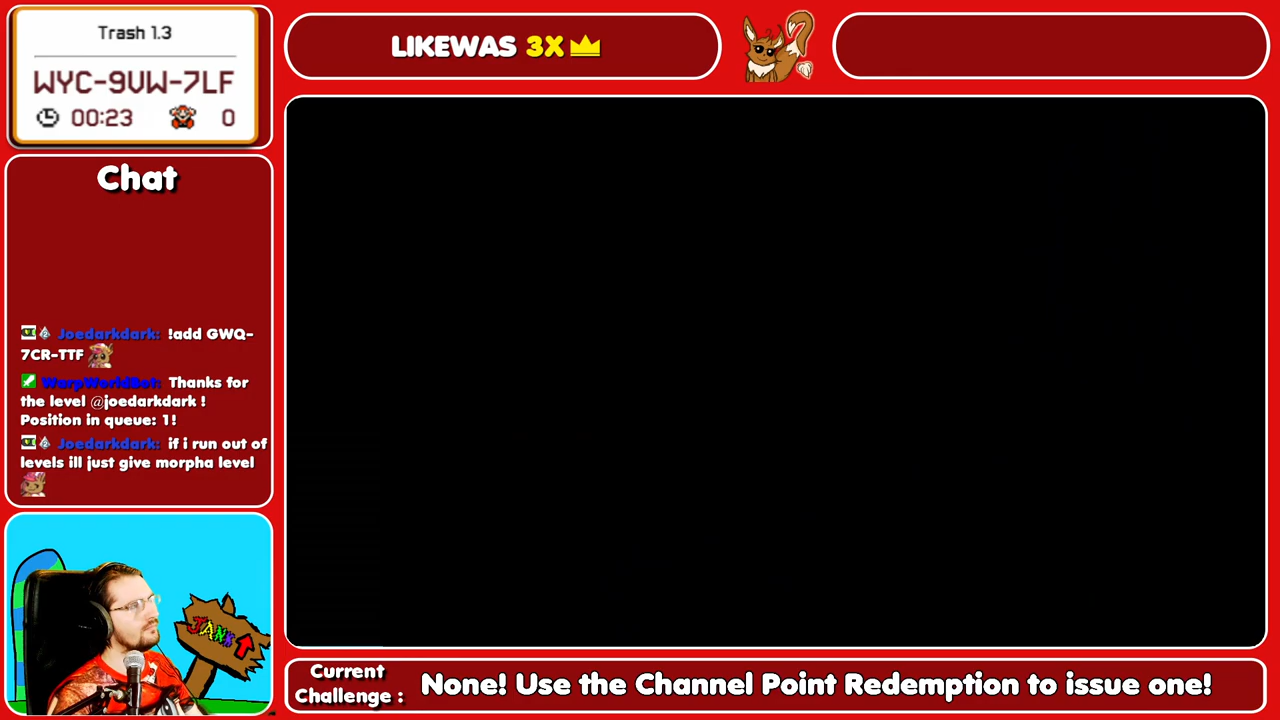 Trash 1.3
WYC-9VW-7LF
00:23 0
LIKEWAS 3X
Chat
Joedarkdark: !add GWQ-
7CR-TTF
WarpWorldBot: Thanks for
the level @joedarkdark !
Position in queue: 1!
Joedarkdark: if i run out of
levels ill just give morpha level
JANK
Current
Challenge :
None! Use the Channel Point Redemption to issue one!